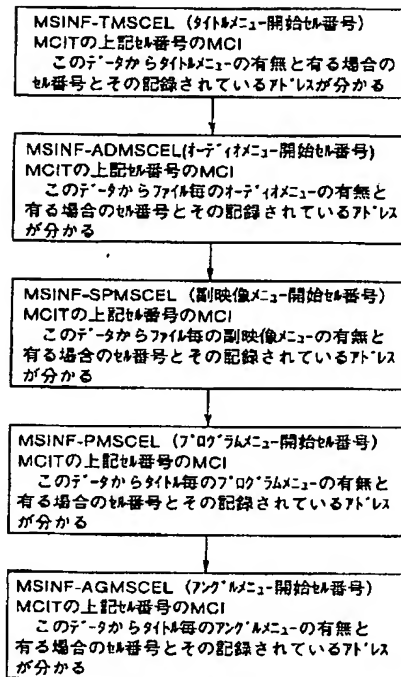 MSINF-TMSCEL (ﾀｲﾄﾙﾒﾆｭｰ開始ｾﾙ番号)
MCITの上記ｾﾙ番号のMCI
このﾃﾞｰﾀからﾀｲﾄﾙﾒﾆｭｰの有無と有る場合の
ｾﾙ番号とその記録されているｱﾄﾞﾚｽが分かる
MSINF-ADMSCEL(ｵｰﾃﾞｨｵﾒﾆｭｰ開始ｾﾙ番号)
MCITの上記ｾﾙ番号のMCI
このﾃﾞｰﾀからﾌｧｲﾙ毎のｵｰﾃﾞｨｵﾒﾆｭｰの有無と
有る場合のｾﾙ番号とその記録されているｱﾄﾞﾚｽ
が分かる
MSINF-SPMSCEL (副映像ﾒﾆｭｰ開始ｾﾙ番号)
MCITの上記ｾﾙ番号のMCI
このﾃﾞｰﾀからﾌｧｲﾙ毎の副映像ﾒﾆｭｰの有無と
有る場合のｾﾙ番号とその記録されているｱﾄﾞﾚｽ
が分かる
MSINF-PMSCEL (ﾌﾟﾛｸﾞﾗﾑﾒﾆｭｰ開始ｾﾙ番号)
MCITの上記ｾﾙ番号のMCI
このﾃﾞｰﾀからﾀｲﾄﾙ毎のﾌﾟﾛｸﾞﾗﾑﾒﾆｭｰの有無と
有る場合のｾﾙ番号とその記録されているｱﾄﾞﾚｽ
が分かる
MSINF-AGMSCEL (ｱﾝｸﾞﾙﾒﾆｭｰ開始ｾﾙ番号)
MCITの上記ｾﾙ番号のMCI
このﾃﾞｰﾀからﾀｲﾄﾙ毎のｱﾝｸﾞﾙﾒﾆｭｰの有無と
有る場合のｾﾙ番号とその記録されているｱﾄﾞﾚｽ
が分かる